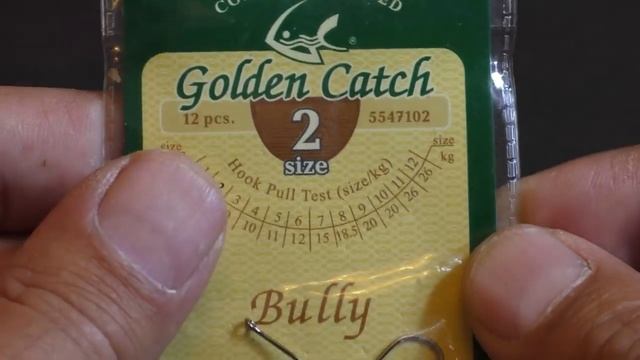 Golden Catch
12 pcs.
2
5547102
size
size
size
kg
Hook Pull Test (size/kg)
3 4 5 6 7 8 9 10 11 12
10 11 12 15 18.5 20 20 26 26
Bully